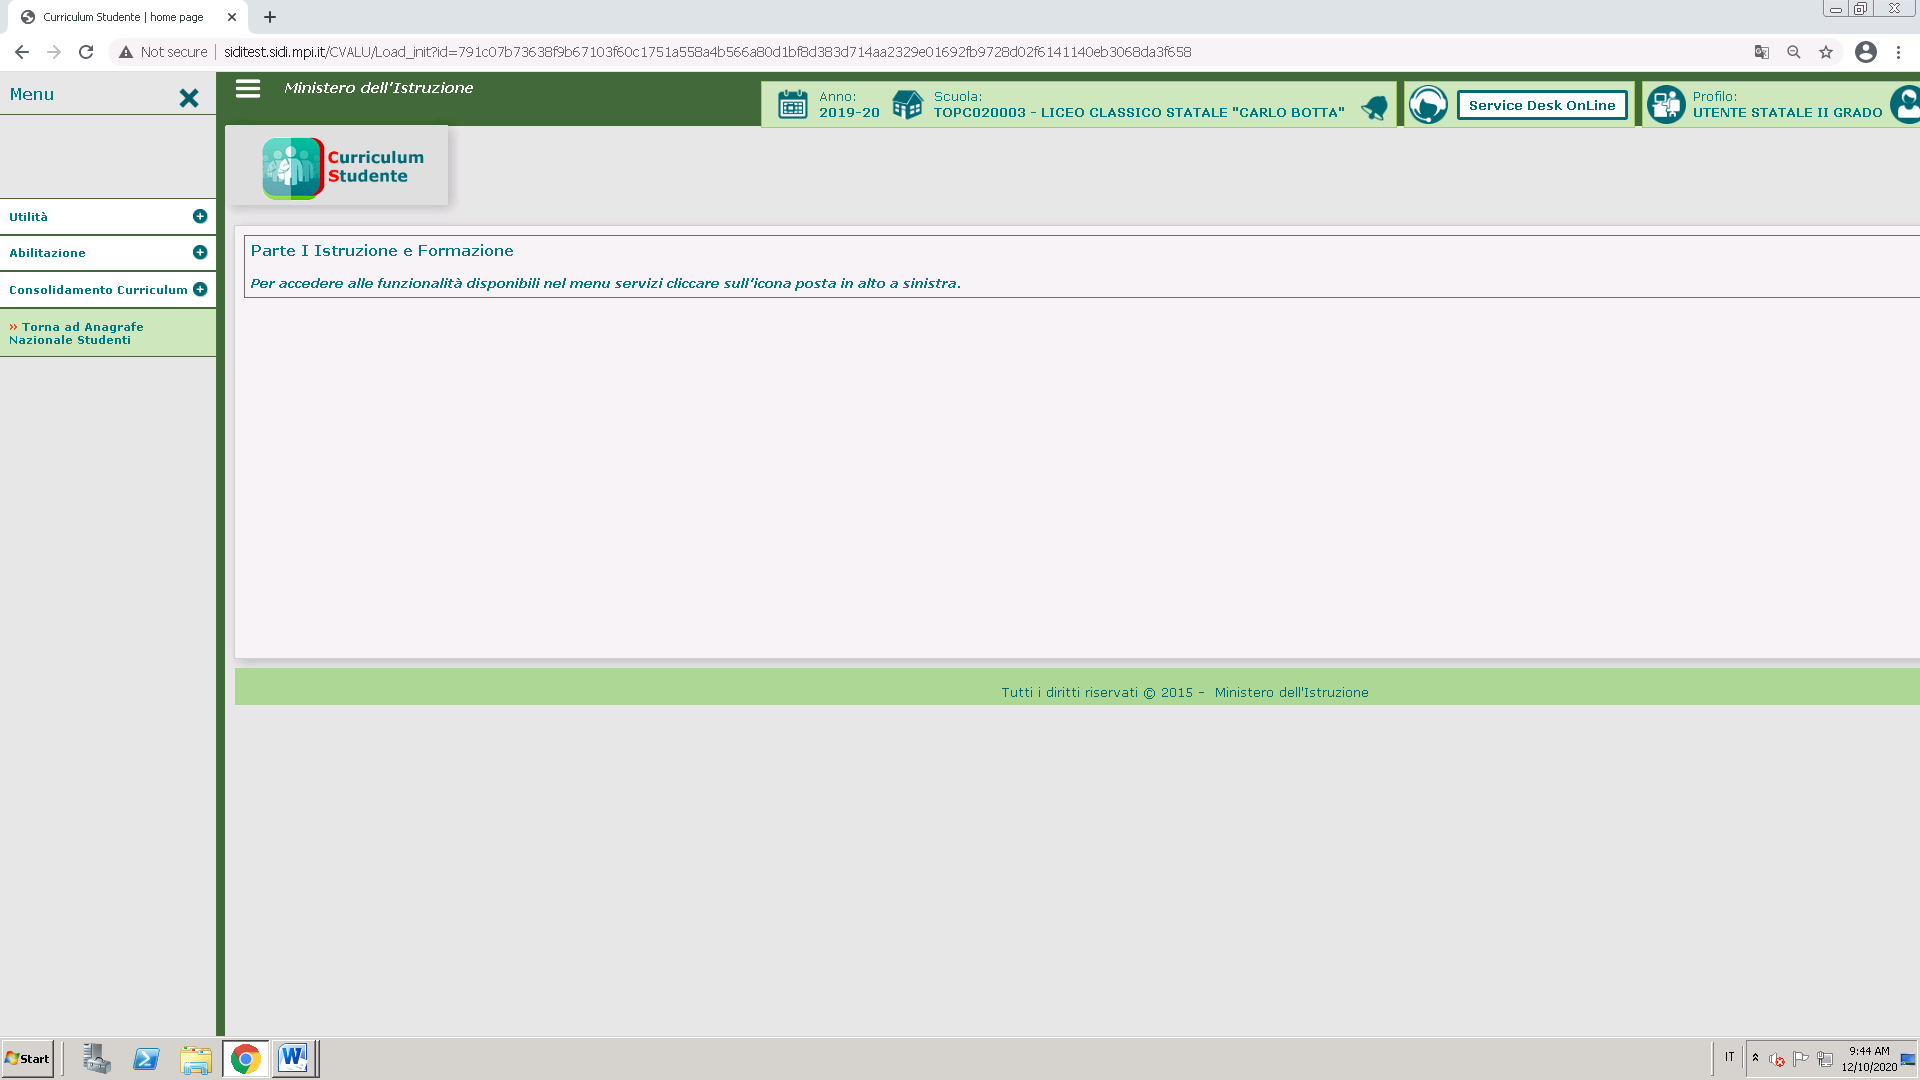 Curriculum Studente | home page
Not secure
siditest.sidi.mpi.it/CVALU/Load_init?id=791c07b73638f9b67103f60c1751a558a4b566a80d1bf8d383d714aa2329e01692fb9728d02f6141140eb3068da3f658
Menu
Ministero dell'Istruzione
Anno:
2019-20
Scuola:
TOPC020003 - LICEO CLASSICO STATALE "CARLO BOTTA"
Service Desk OnLine
Profilo:
UTENTE STATALE II GRADO
Curriculum
Studente
Utilità
Abilitazione
Consolidamento Curriculum
» Torna ad Anagrafe
Nazionale Studenti
Parte I Istruzione e Formazione
Per accedere alle funzionalità disponibili nel menu servizi cliccare sull'icona posta in alto a sinistra.
Tutti i diritti riservati © 2015 - Ministero dell'Istruzione
Start
IT
9:44 AM
12/10/2020